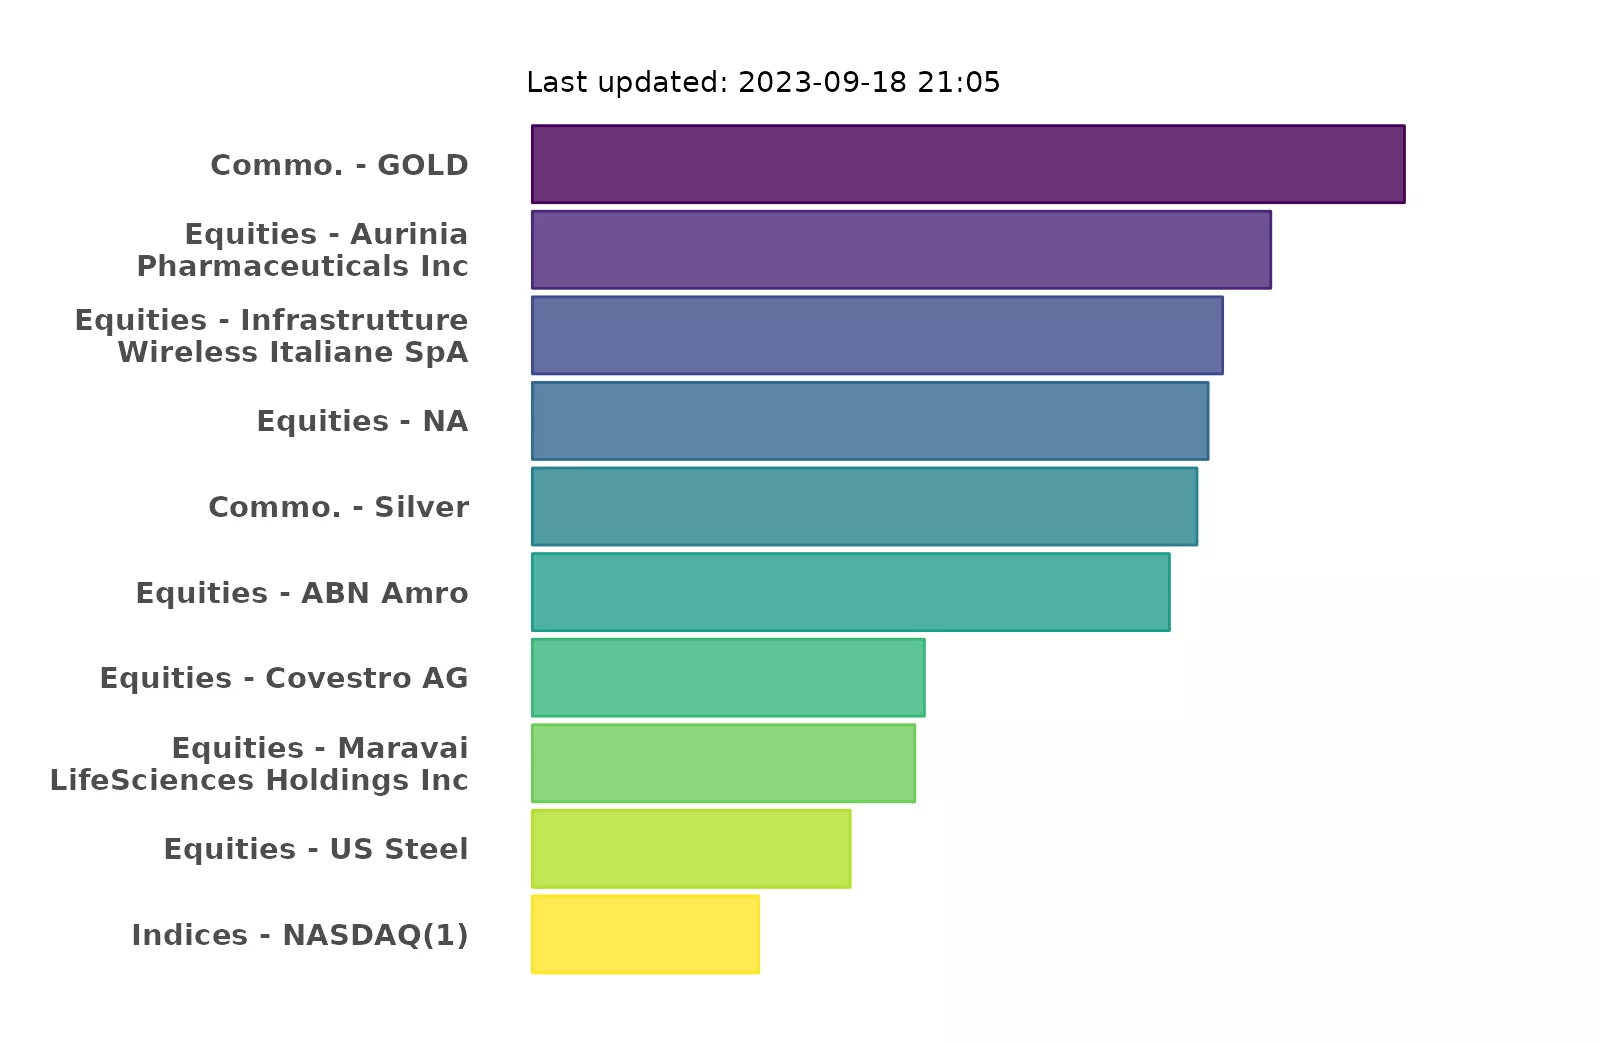 Last updated: 2023-09-18 21:05
Commo. - GOLD
Equities - Aurinia
Pharmaceuticals Inc
Equities - Infrastrutture
Wireless Italiane SpA
Equities - NA
Commo. - Silver
Equities - ABN Amro
Equities - Covestro AG
Equities - Maravai
LifeSciences Holdings Inc
Equities - US Steel
Indices - NASDAQ(1)